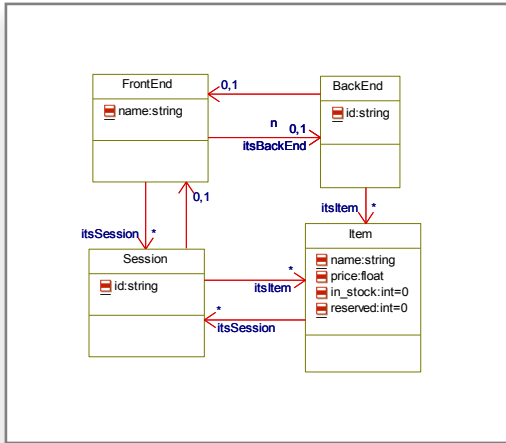 FrontEnd
name:string
0,1
BackEnd
id:string
n
0,1
itsBackEnd
0,1
itsSession
*
itsItem
*
Session
id:string
*
itsItem
*
itsSession
Item
name:string
price:float
in_stock:int=0
reserved:int=0